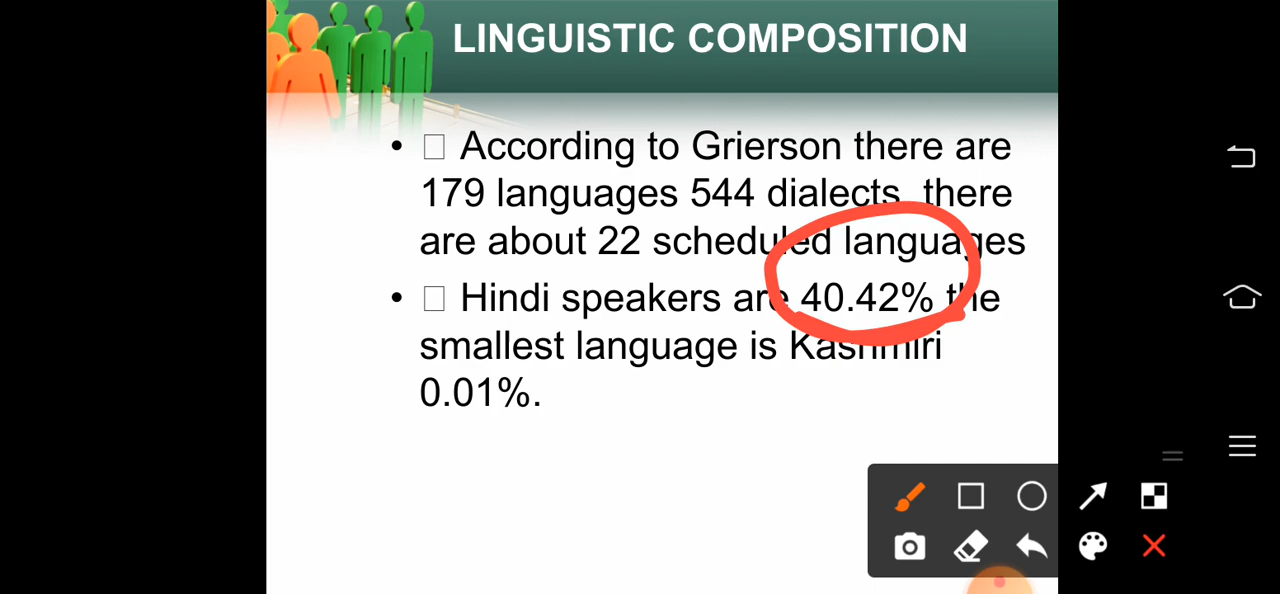 LINGUISTIC COMPOSITION
• □ According to Grierson there are
179 languages 544 dialects, there
are about 22 scheduled languages
• □ Hindi speakers are 40.42% the
smallest language is Kashmiri
0.01%.